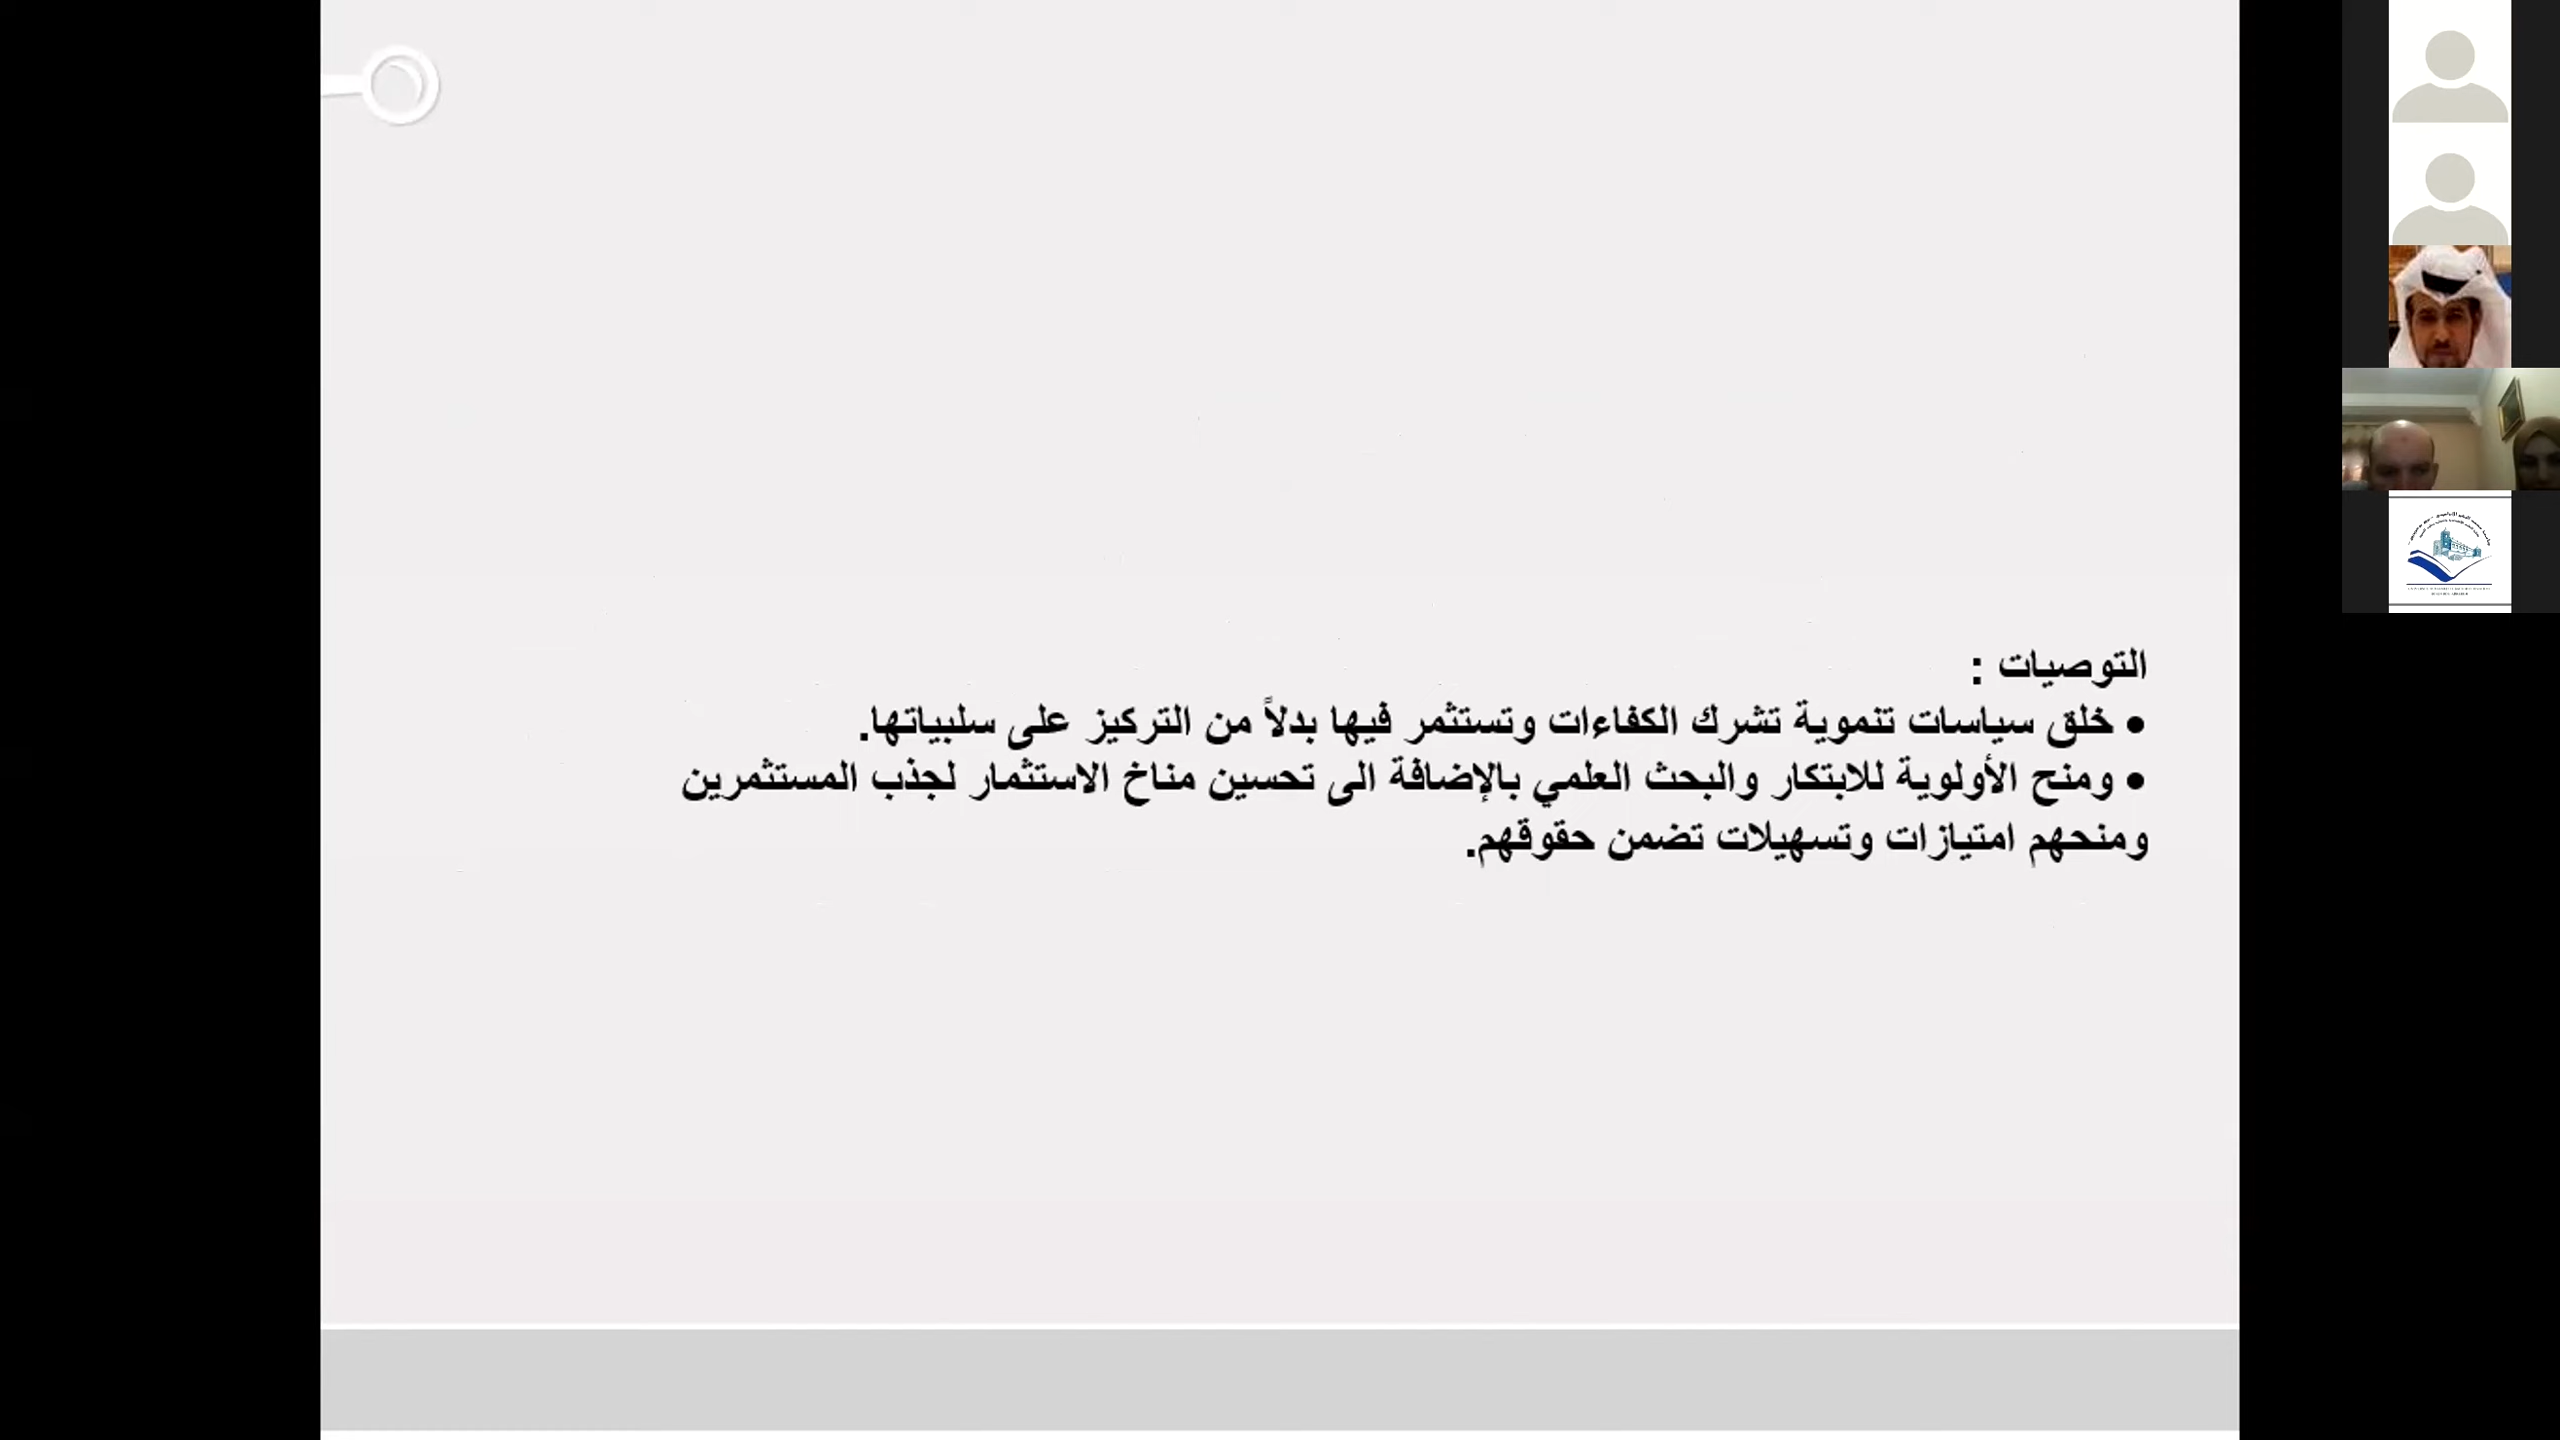 التوصيات :
• خلق سياسات تنموية تشرك الكفاءات وتستثمر فيها بدلاً من التركيز على سلبياتها.
• ومنح الأولوية للابتكار والبحث العلمي بالإضافة الى تحسين مناخ الاستثمار لجذب المستثمرين
ومنحهم امتيازات وتسهيلات تضمن حقوقهم.